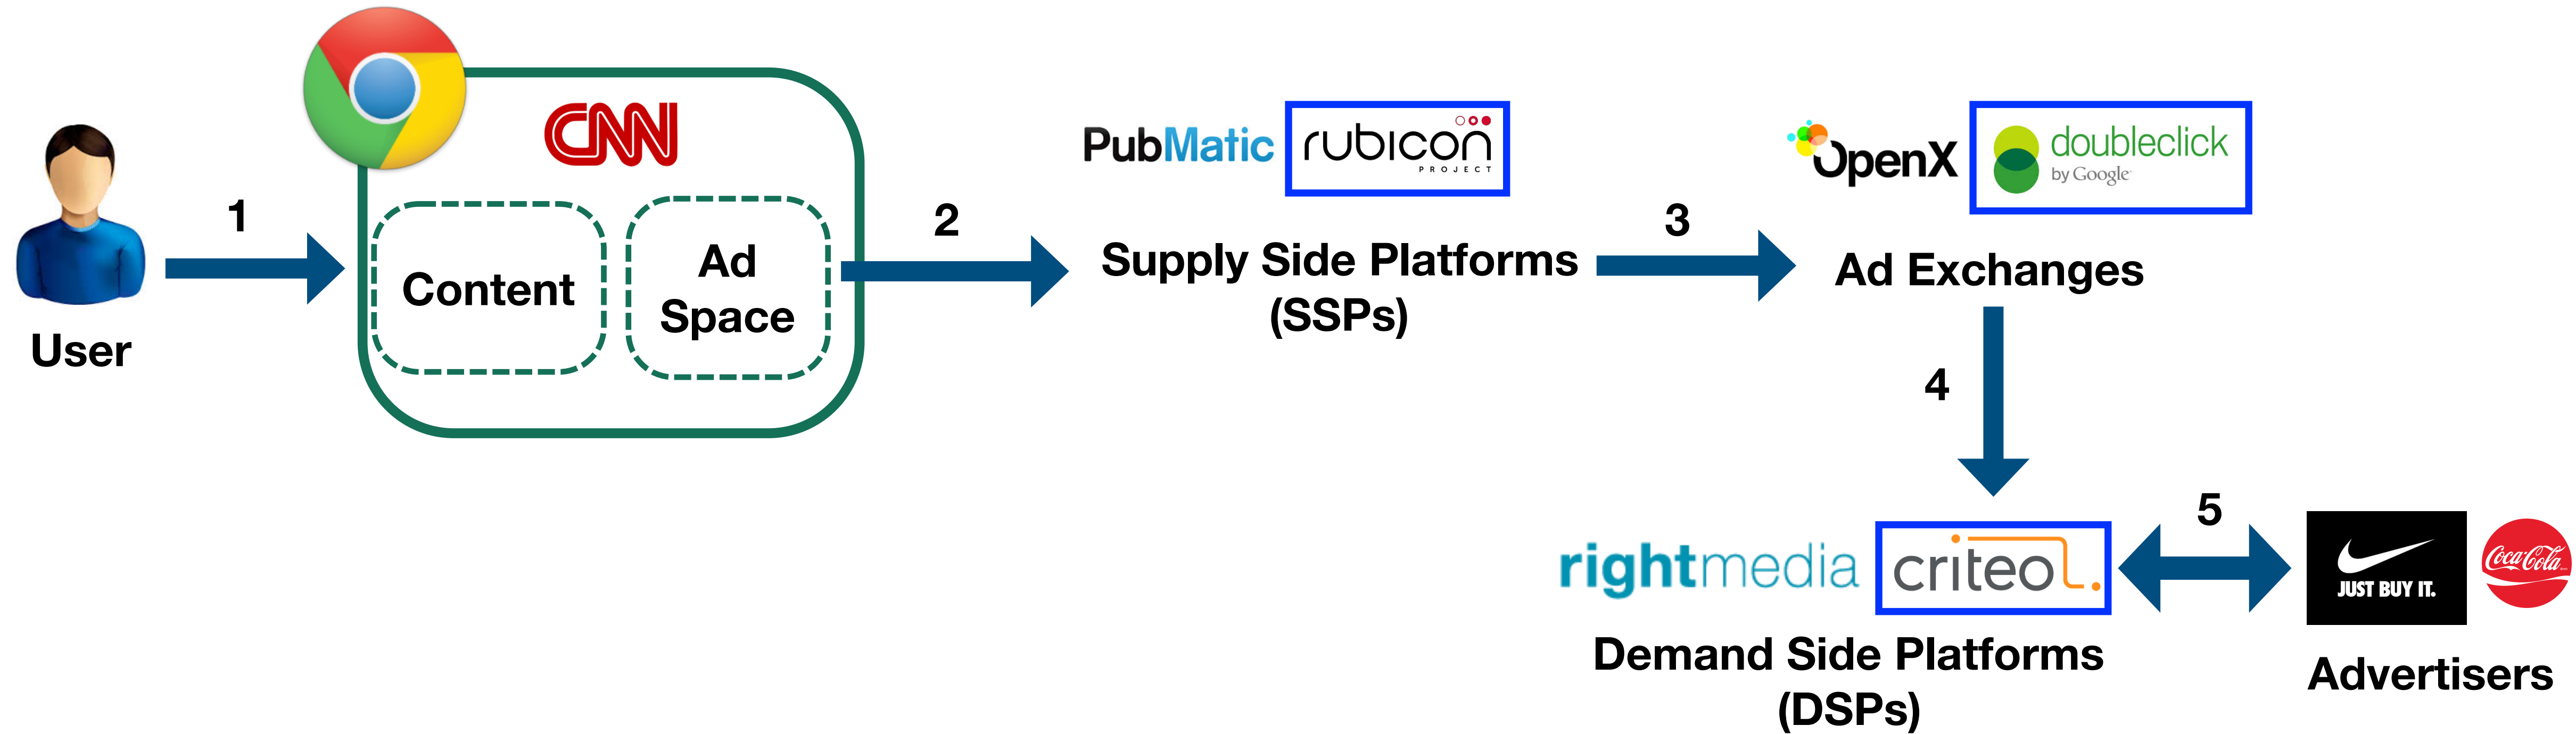 1
User
CNN
Content
Ad
Space
2
PubMatic
rubicon
PROJECT
Supply Side Platforms
(SSPs)
3
OpenX
doubleclick
by Google
Ad Exchanges
4
rightmedia
criteo
Demand Side Platforms
(DSPs)
5
JUST BUY IT.
Coca-Cola
Advertisers